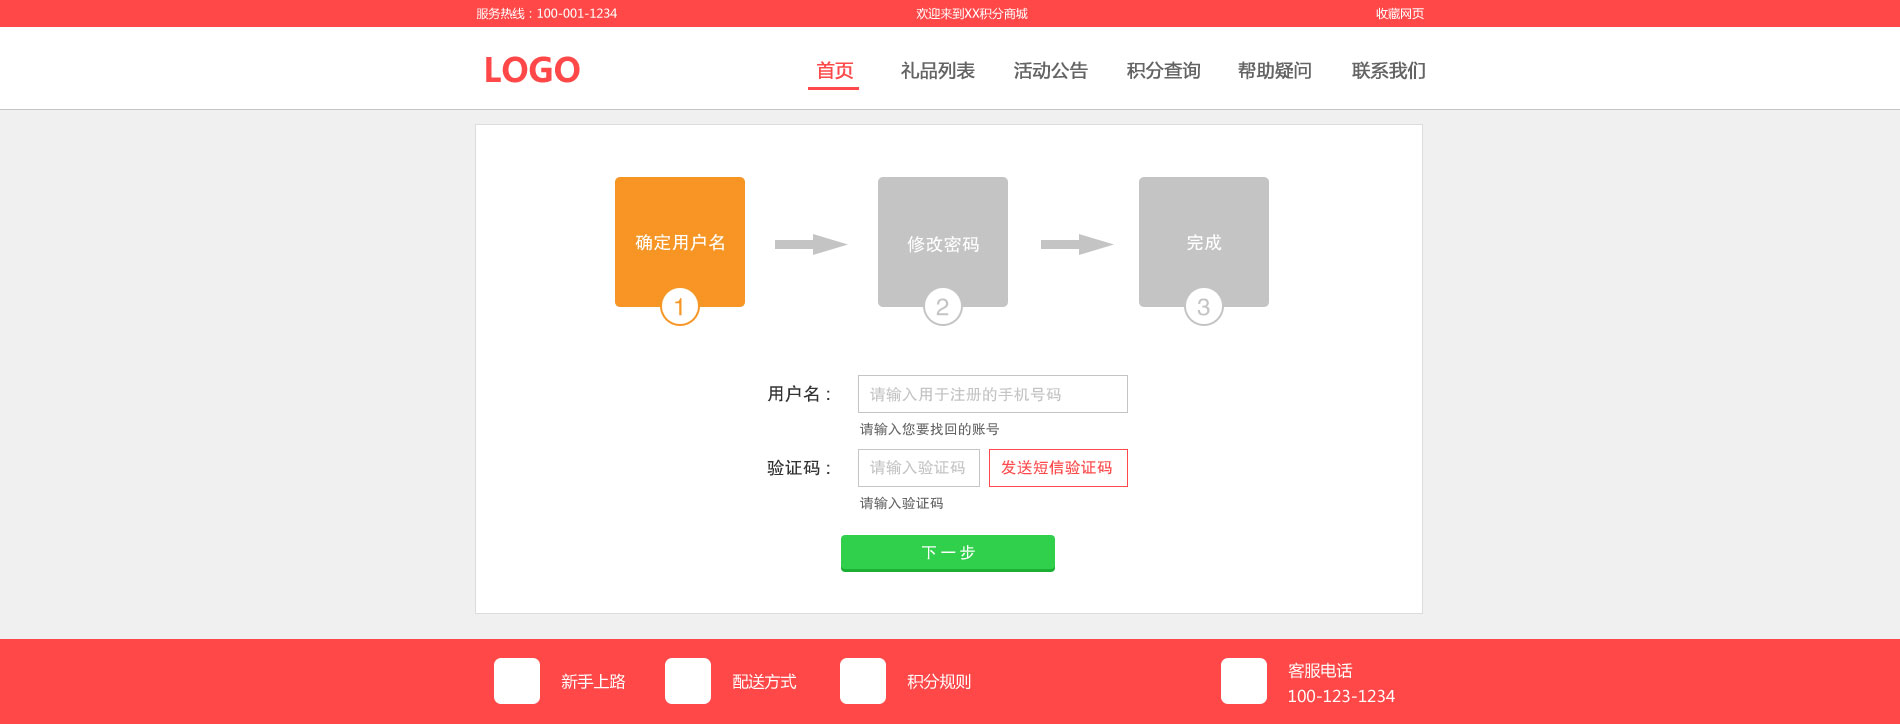 服务热线：100-001-1234
欢迎来到XX积分商城
收藏网页
LOGO
首页
礼品列表
活动公告
积分查询
帮助疑问
联系我们
确定用户名
修改密码
完成
1
2
3
用户名：
请输入用于注册的手机号码
请输入您要找回的账号
验证码：
请输入验证码
发送短信验证码
请输入验证码
下一步
新手上路
配送方式
积分规则
客服电话
100-123-1234